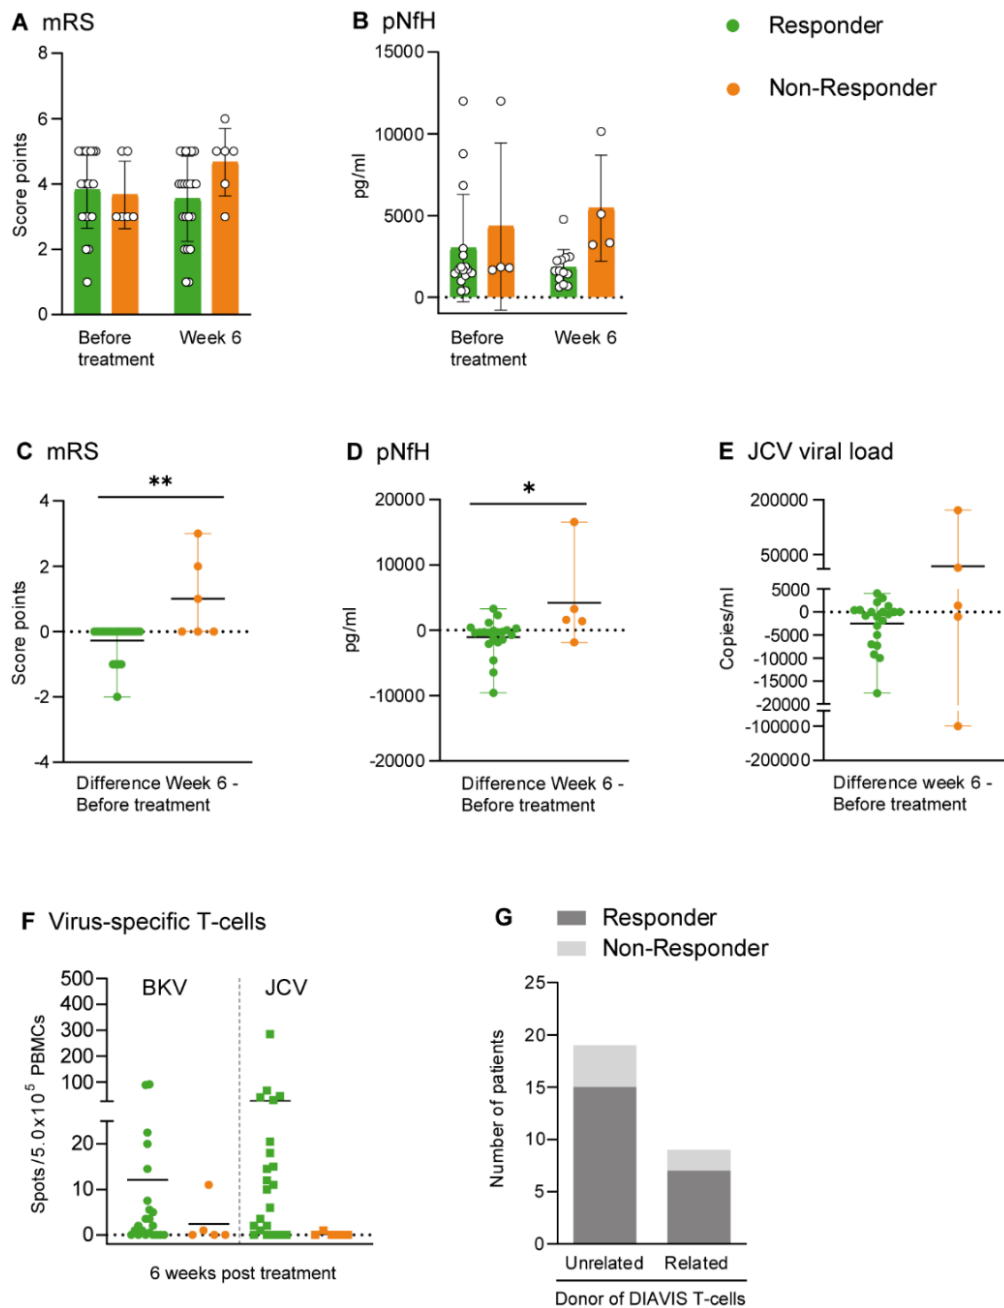 A mRS
8
6
4
2
0
Score points
Before
treatment
Week 6
B pNfH
15000
10000
5000
0
pg/ml
Before
treatment
Week 6
Responder
Non-Responder
C mRS
**
4
2
0
-2
-4
Score points
Difference Week 6 -
Before treatment
D pNfH
*
20000
10000
0
-10000
-20000
pg/ml
Difference Week 6 -
Before treatment
E JCV viral load
200000
50000
5000
0
-5000
-10000
-15000
-20000
-100000
-200000
Copies/ml
Difference week 6 -
Before treatment
F Virus-specific T-cells
BKV
JCV
500
400
300
200
100
20
10
0
Spots/5.0x10⁵ PBMCs
6 weeks post treatment
G
Responder
Non-Responder
25
20
15
10
5
0
Number of patients
Unrelated
Related
Donor of DIAVIS T-cells